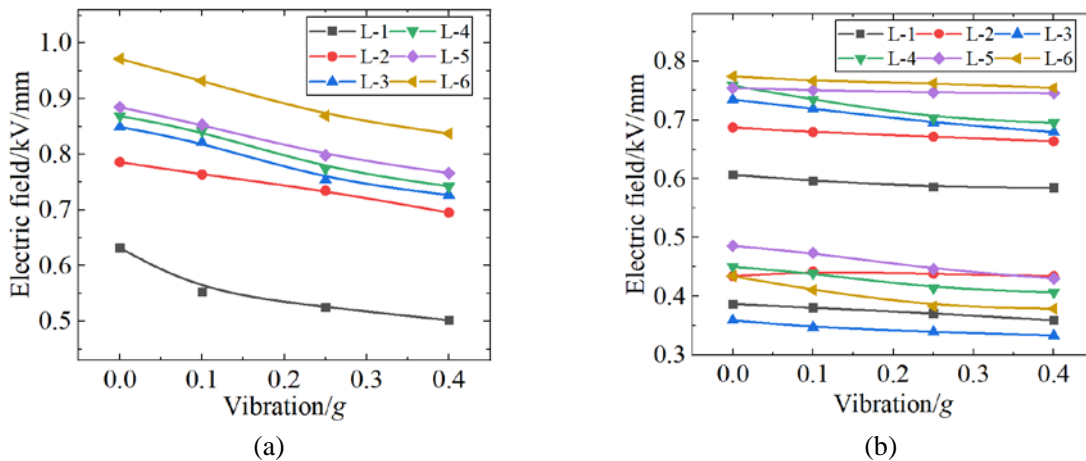 L-1 L-4
L-2 L-5
L-3 L-6
1.0
0.9
0.8
0.7
0.6
0.5
Electric field/kV/mm
0.0 0.1 0.2 0.3 0.4
Vibration/g
(a)
L-1 L-2 L-3
L-4 L-5 L-6
0.8
0.7
0.6
0.5
0.4
0.3
Electric field/kV/mm
0.0 0.1 0.2 0.3 0.4
Vibration/g
(b)